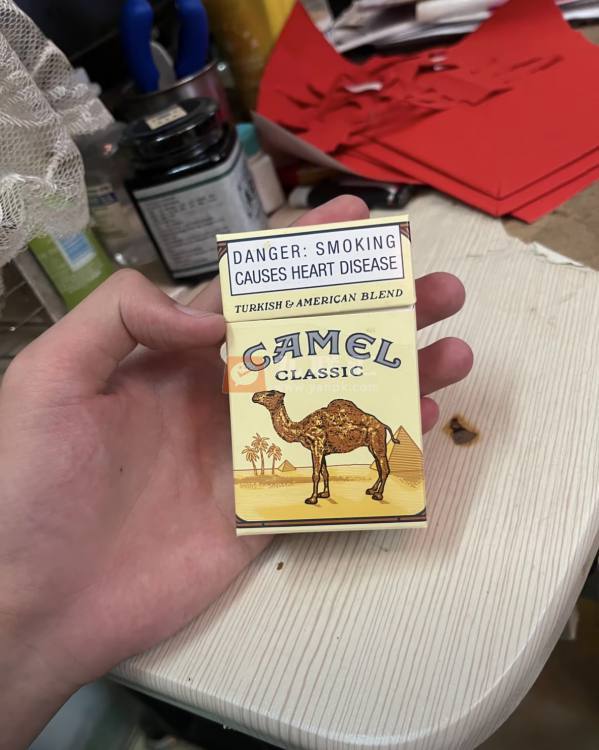 DANGER: SMOKING
CAUSES HEART DISEASE
TURKISH & AMERICAN BLEND
CAMEL
CLASSIC